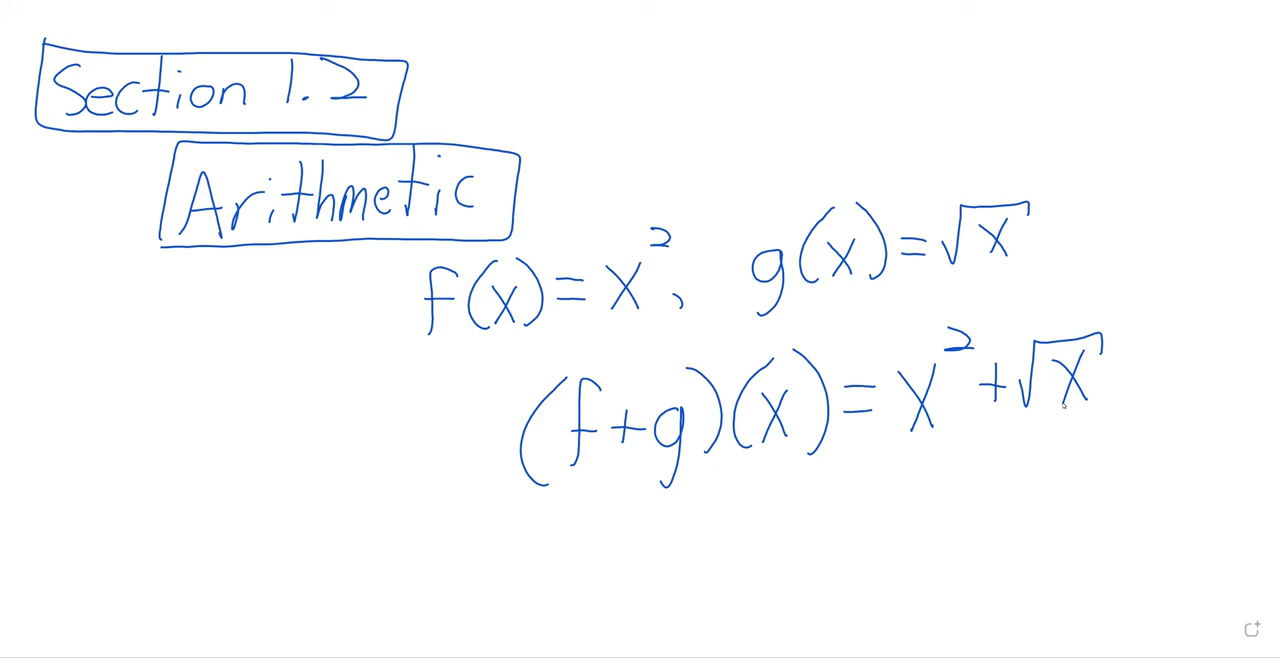 Section 1.2
Arithmetic
f(x) = x², g(x) = √x
(f+g)(x) = x² + √x